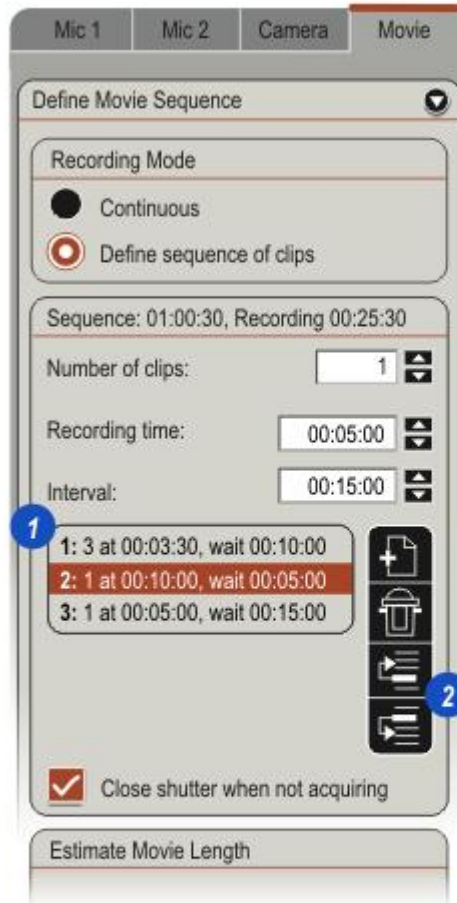 Mic 1 Mic 2 Camera Movie
Define Movie Sequence
Recording Mode
Continuous
Define sequence of clips
Sequence: 01:00:30, Recording 00:25:30
Number of clips: 1
Recording time: 00:05:00
Interval: 00:15:00
1
1: 3 at 00:03:30, wait 00:10:00
2: 1 at 00:10:00, wait 00:05:00
3: 1 at 00:05:00, wait 00:15:00
2
Close shutter when not acquiring
Estimate Movie Length